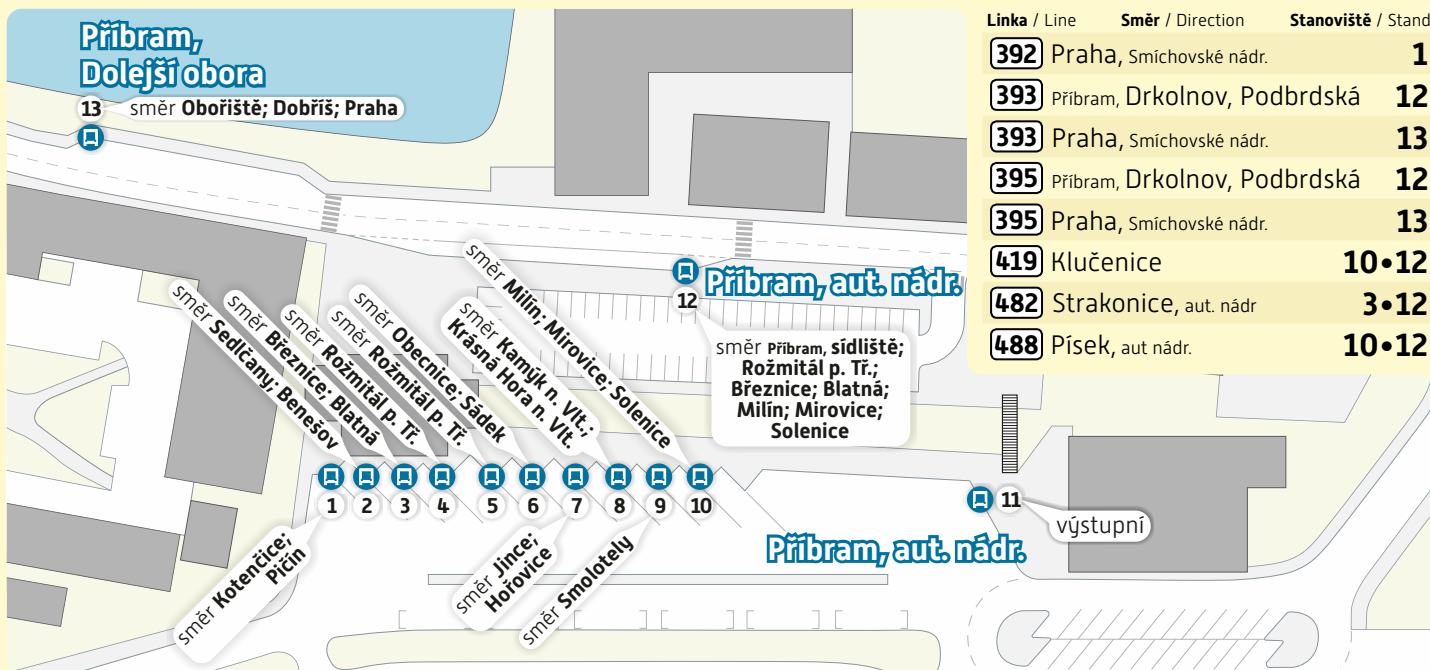 Příbram,
Dolejší obora
13 směr Obořiště; Dobříš; Praha
Linka / Line Směr / Direction Stanoviště / Stand
392 Praha, Smíchovské nádr. 1
393 Příbram, Drkolnov, Podbrdská 12
393 Praha, Smíchovské nádr. 13
395 Příbram, Drkolnov, Podbrdská 12
395 Praha, Smíchovské nádr. 13
419 Klučenice 10•12
482 Strakonice, aut. nádr 3•12
488 Písek, aut nádr. 10•12
Příbram, aut. nádr.
12
směr Příbram, sídliště;
Rožmitál p. Tř.;
Březnice; Blatná;
Milín; Mirovice;
Solenice
směr Sedlčany; Benešov
směr Březnice; Blatná
směr Rožmitál p. Tř.
směr Rožmitál p. Tř.
směr Obecnice; Sádek
směr Kamýk n. Vlt.;
Krásná Hora n. Vlt.
směr Milín; Mirovice; Solenice
1 2 3 4 5 6 7 8 9 10
11
výstupní
Příbram, aut. nádr.
směr Kotenčice;
Pičín
směr Jince;
Hořovice
směr Smolotely